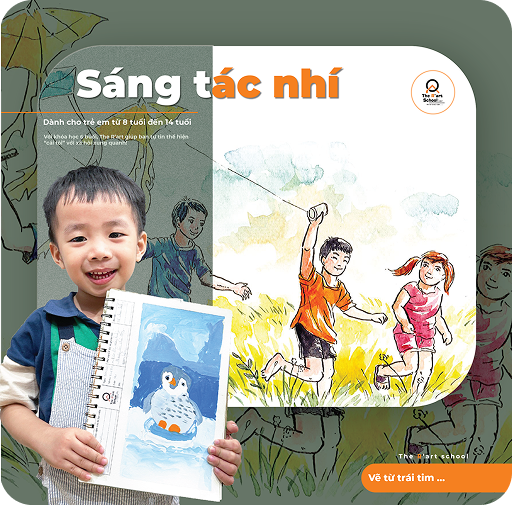 Sáng tác nhí
The R'art
School
Dành cho trẻ em từ 8 tuổi đến 14 tuổi
Với khóa học 6 buổi, The R'art giúp bạn tự tin thể hiện
"cái tôi" với xã hội xung quanh!
The R'art school
Vẽ từ trái tim ...